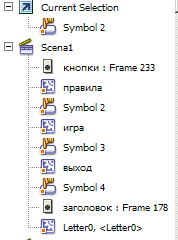 Current Selection
Symbol 2
Scena1
кнопки : Frame 233
правила
Symbol 2
игра
Symbol 3
выход
Symbol 4
заголовок : Frame 178
Letter0, <Letter0>